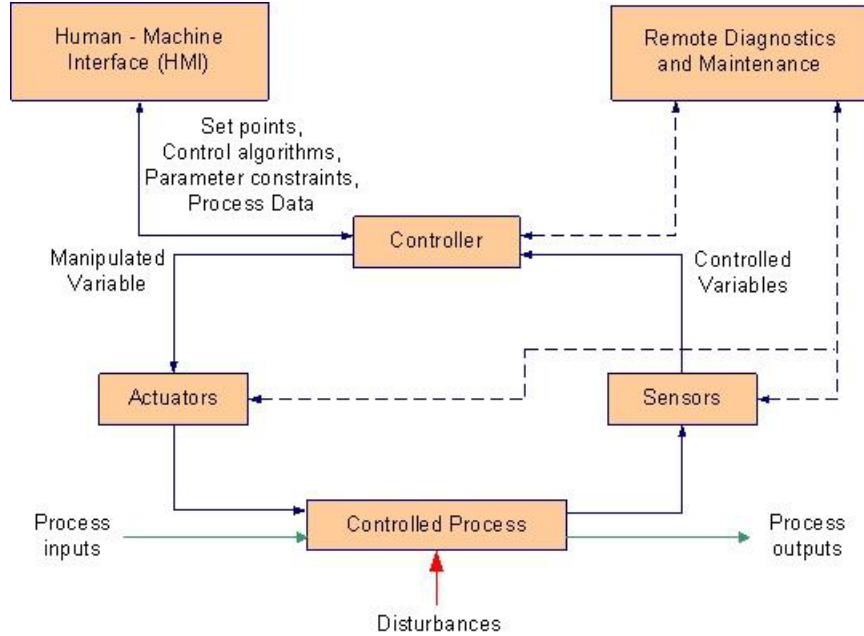 Human - Machine
Interface (HMI)
Remote Diagnostics
and Maintenance
Set points,
Control algorithms,
Parameter constraints,
Process Data
Controller
Manipulated
Variable
Controlled
Variables
Actuators
Sensors
Process
inputs
Controlled Process
Process
outputs
Disturbances